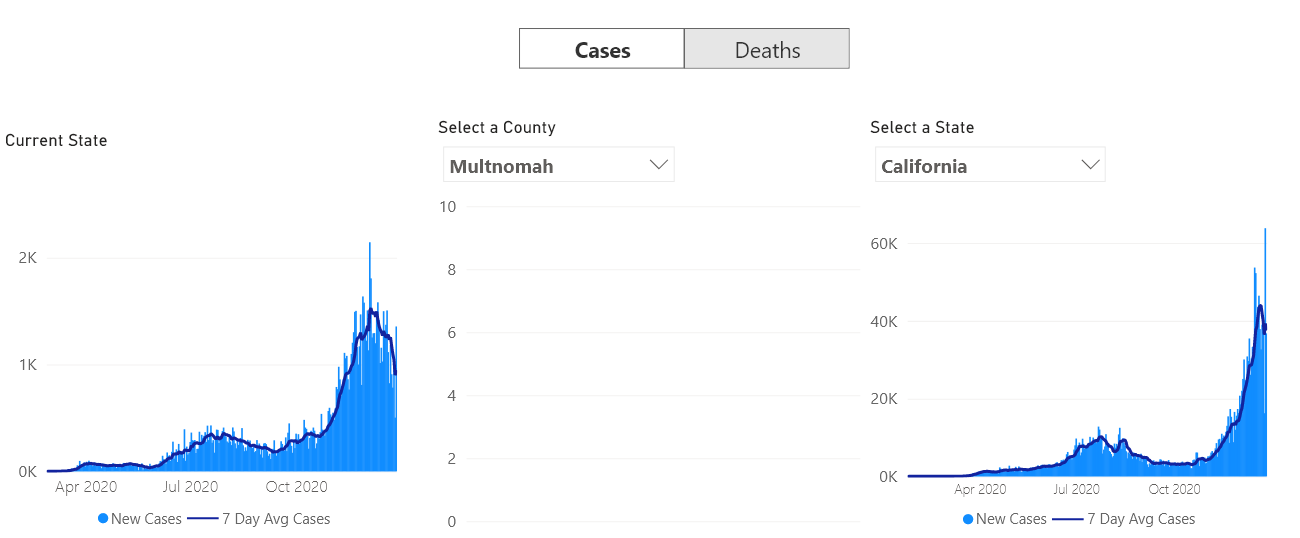 Cases Deaths
Current State
Select a County
Multnomah
Select a State
California
2K
1K
0K
Apr 2020 Jul 2020 Oct 2020
New Cases 7 Day Avg Cases
10
8
6
4
2
0
60K
40K
20K
0K
Apr 2020 Jul 2020 Oct 2020
New Cases 7 Day Avg Cases